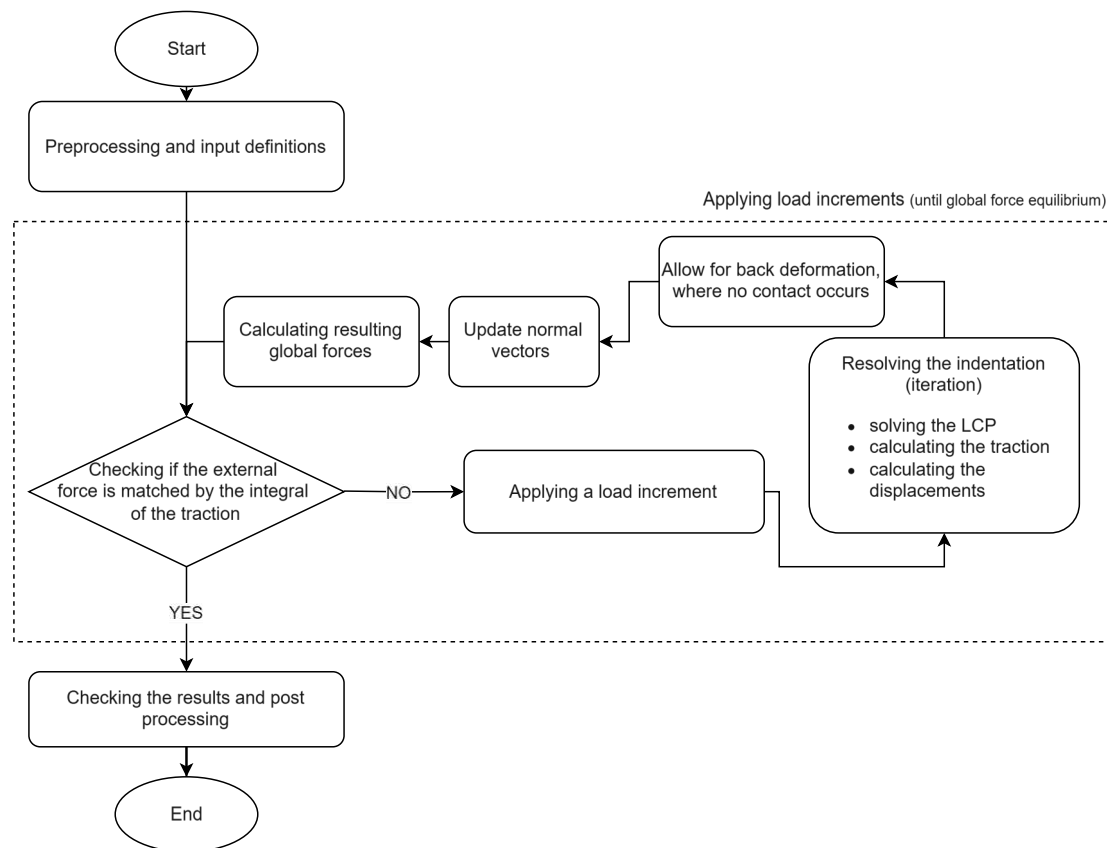 Start
Preprocessing and input definitions
Applying load increments (until global force equilibrium)
Allow for back deformation,
where no contact occurs
Calculating resulting
global forces
Update normal
vectors
Resolving the indentation
(iteration)
• solving the LCP
• calculating the traction
• calculating the
displacements
Checking if the external
force is matched by the integral
of the traction
NO
Applying a load increment
YES
Checking the results and post
processing
End